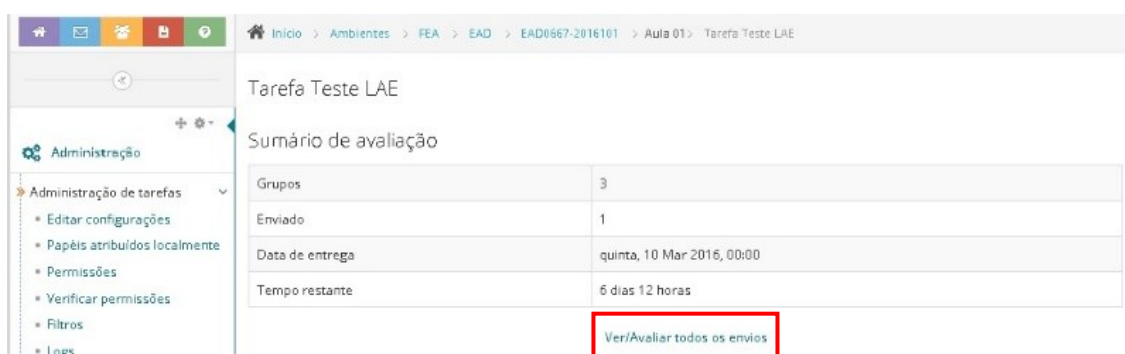 Início > Ambientes > FEA > EAD > EAD0667-2016101 > Aula 01 > Tarefa Teste LAE
Tarefa Teste LAE
Sumário de avaliação
Administração
Administração de tarefas
Editar configurações
Papéis atribuídos localmente
Permissões
Verificar permissões
Filtros
Logs
Grupos 3
Enviado 1
Data de entrega quinta, 10 Mar 2016, 00:00
Tempo restante 6 dias 12 horas
Ver/Avaliar todos os envios